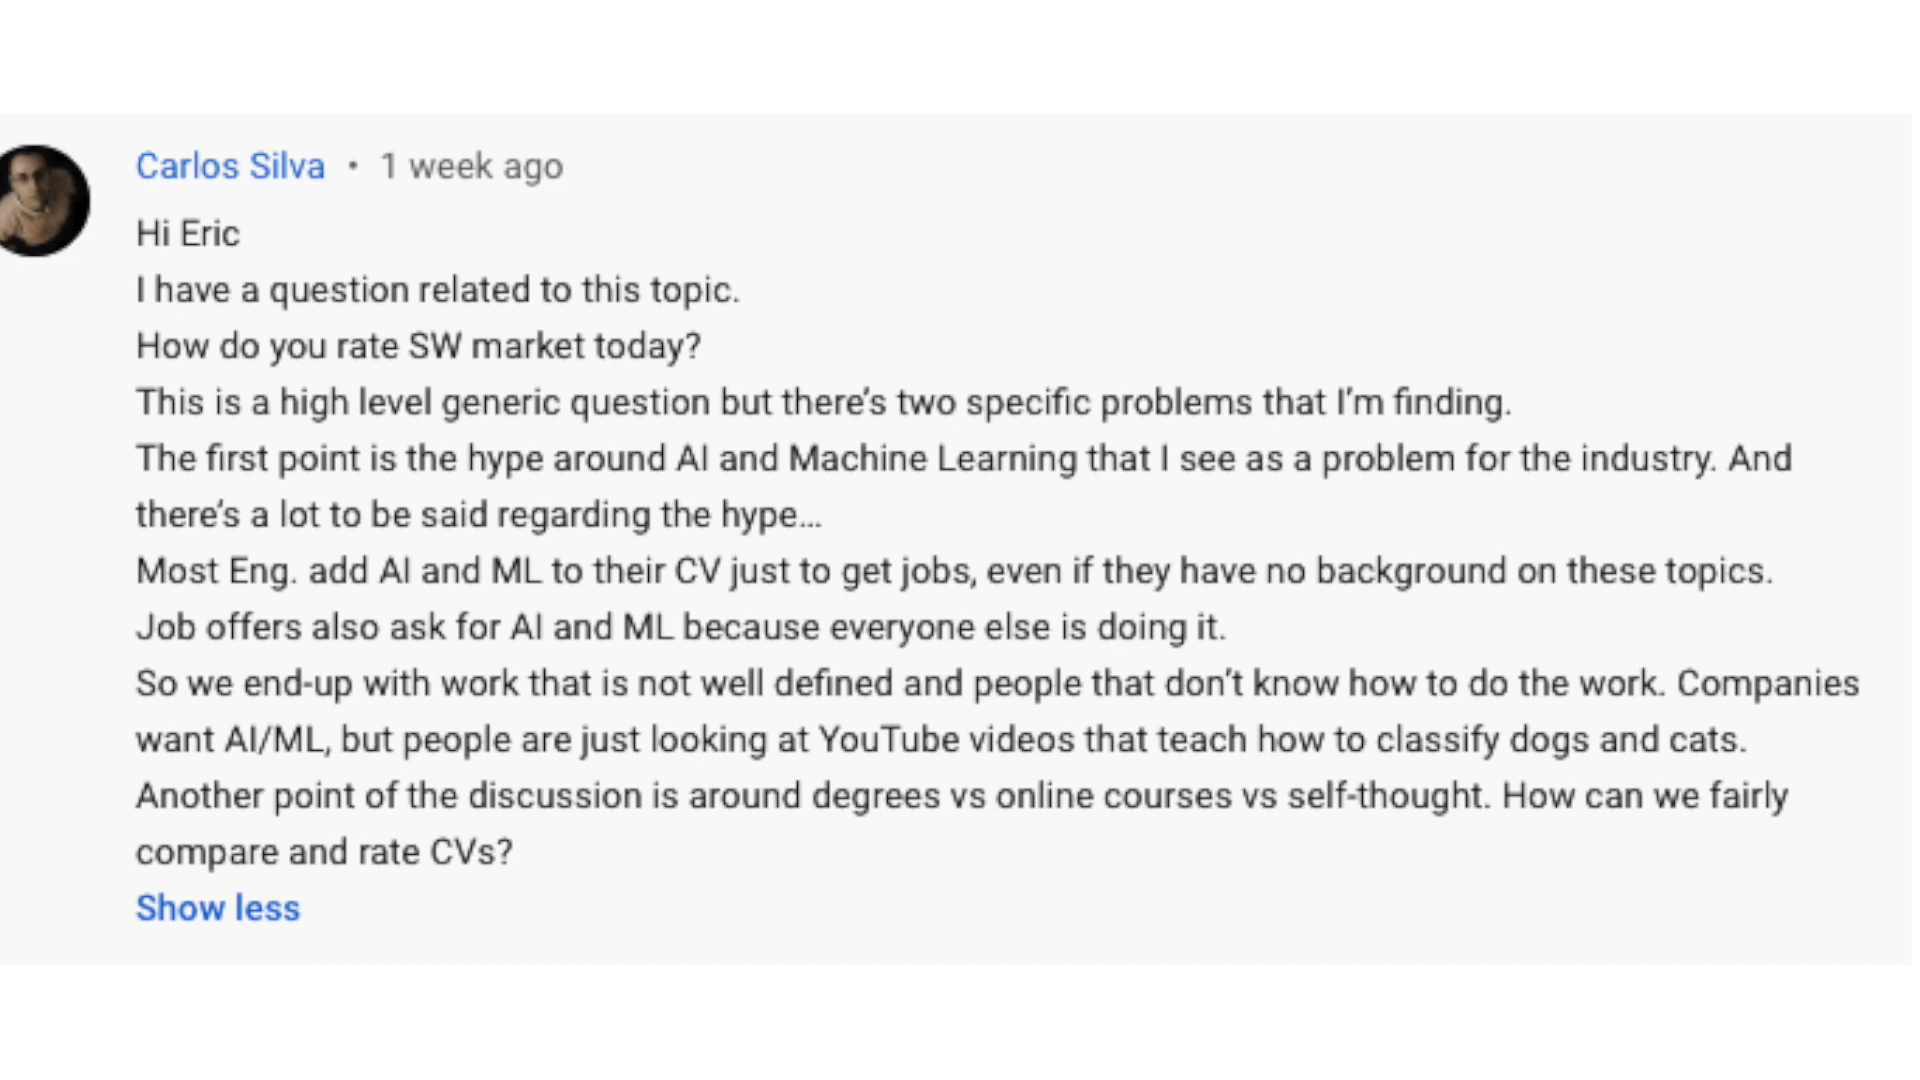 Carlos Silva • 1 week ago
Hi Eric
I have a question related to this topic.
How do you rate SW market today?
This is a high level generic question but there's two specific problems that I'm finding.
The first point is the hype around AI and Machine Learning that I see as a problem for the industry. And
there's a lot to be said regarding the hype...
Most Eng. add AI and ML to their CV just to get jobs, even if they have no background on these topics.
Job offers also ask for AI and ML because everyone else is doing it.
So we end-up with work that is not well defined and people that don't know how to do the work. Companies
want AI/ML, but people are just looking at YouTube videos that teach how to classify dogs and cats.
Another point of the discussion is around degrees vs online courses vs self-thought. How can we fairly
compare and rate CVs?
Show less